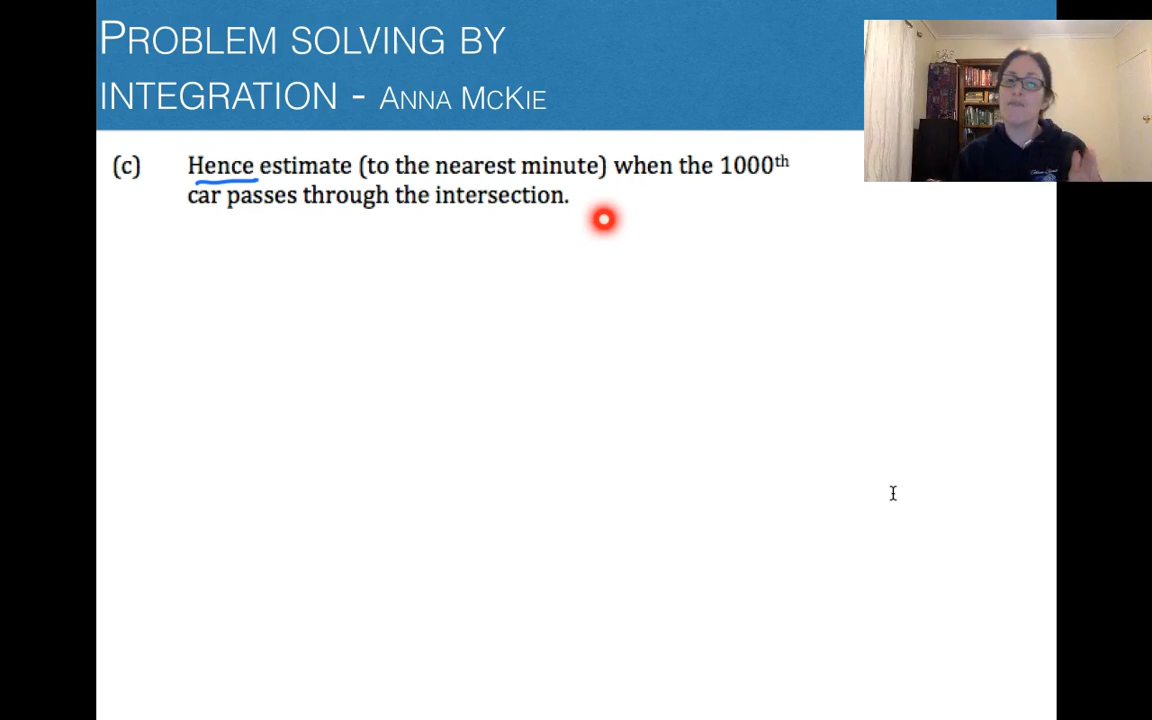 PROBLEM SOLVING BY
INTEGRATION - ANNA MCKIE
(c) Hence estimate (to the nearest minute) when the 1000th
car passes through the intersection.